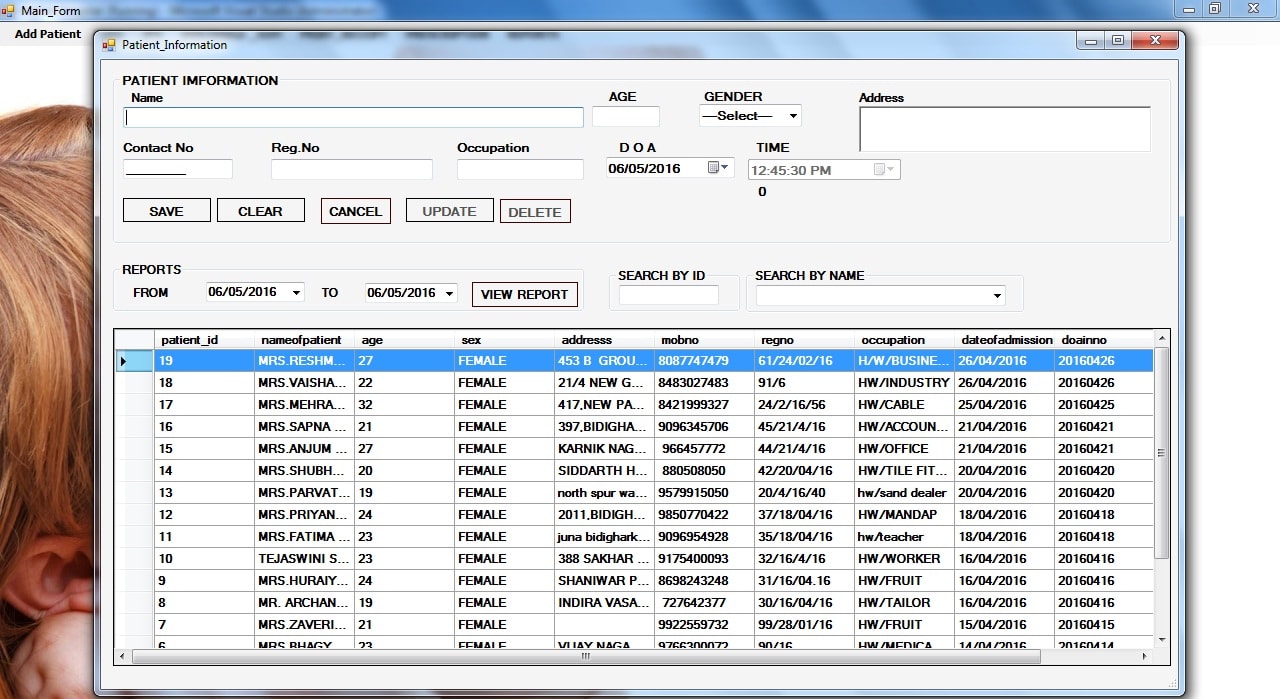 Main_Form
Add Patient
Patient_Information
PATIENT IMFORMATION
Name AGE GENDER Address
—Select—
Contact No Reg.No Occupation D O A TIME
06/05/2016 12:45:30 PM
0
SAVE CLEAR CANCEL UPDATE DELETE
REPORTS SEARCH BY ID SEARCH BY NAME
FROM 06/05/2016 TO 06/05/2016 VIEW REPORT
patient_id nameofpatient age sex addresss mobno regno occupation dateofadmission doainno
19 MRS.RESHM... 27 FEMALE 453 B GROU... 8087747479 61/24/02/16 H/W/BUSINE... 26/04/2016 20160426
18 MRS.VAISHA... 22 FEMALE 21/4 NEW G... 8483027483 91/6 HW/INDUSTRY 26/04/2016 20160426
17 MRS.MEHRA... 32 FEMALE 417,NEW PA... 8421999327 24/2/16/56 HW/CABLE 25/04/2016 20160425
16 MRS.SAPNA ... 21 FEMALE 397,BIDIGHA... 9096345706 45/21/4/16 HW/ACCOUN... 21/04/2016 20160421
15 MRS.ANJUM ... 27 FEMALE KARNIK NAG... 966457772 44/21/4/16 HW/OFFICE 21/04/2016 20160421
14 MRS.SHUBH... 20 FEMALE SIDDARTH H... 880508050 42/20/04/16 HW/TILE FIT... 20/04/2016 20160420
13 MRS.PARVAT... 19 FEMALE north spur wa... 9579915050 20/4/16/40 hw/sand dealer 20/04/2016 20160420
12 MRS.PRIYAN... 24 FEMALE 2011,BIDIGH... 9850770422 37/18/04/16 HW/MANDAP 18/04/2016 20160418
11 MRS.FATIMA ... 23 FEMALE juna bidighark... 9096954928 35/18/04/16 hw/teacher 18/04/2016 20160418
10 TEJASWINI S... 23 FEMALE 388 SAKHAR ... 9175400093 32/16/4/16 HW/WORKER 16/04/2016 20160416
9 MRS.HURAIY... 24 FEMALE SHANIWAR P... 8698243248 31/16/04.16 HW/FRUIT 16/04/2016 20160416
8 MR. ARCHAN... 19 FEMALE INDIRA VASA... 727642377 30/16/04/16 HW/TAILOR 16/04/2016 20160416
7 MRS.ZAVERI... 21 FEMALE 9922559732 99/28/01/16 HW/FRUIT 15/04/2016 20160415
6 MRS.BHAGY... 23 FEMALE VIJAY NAGA... 9766300072 90/16 HW/MEDICA... 14/04/2016 20160414